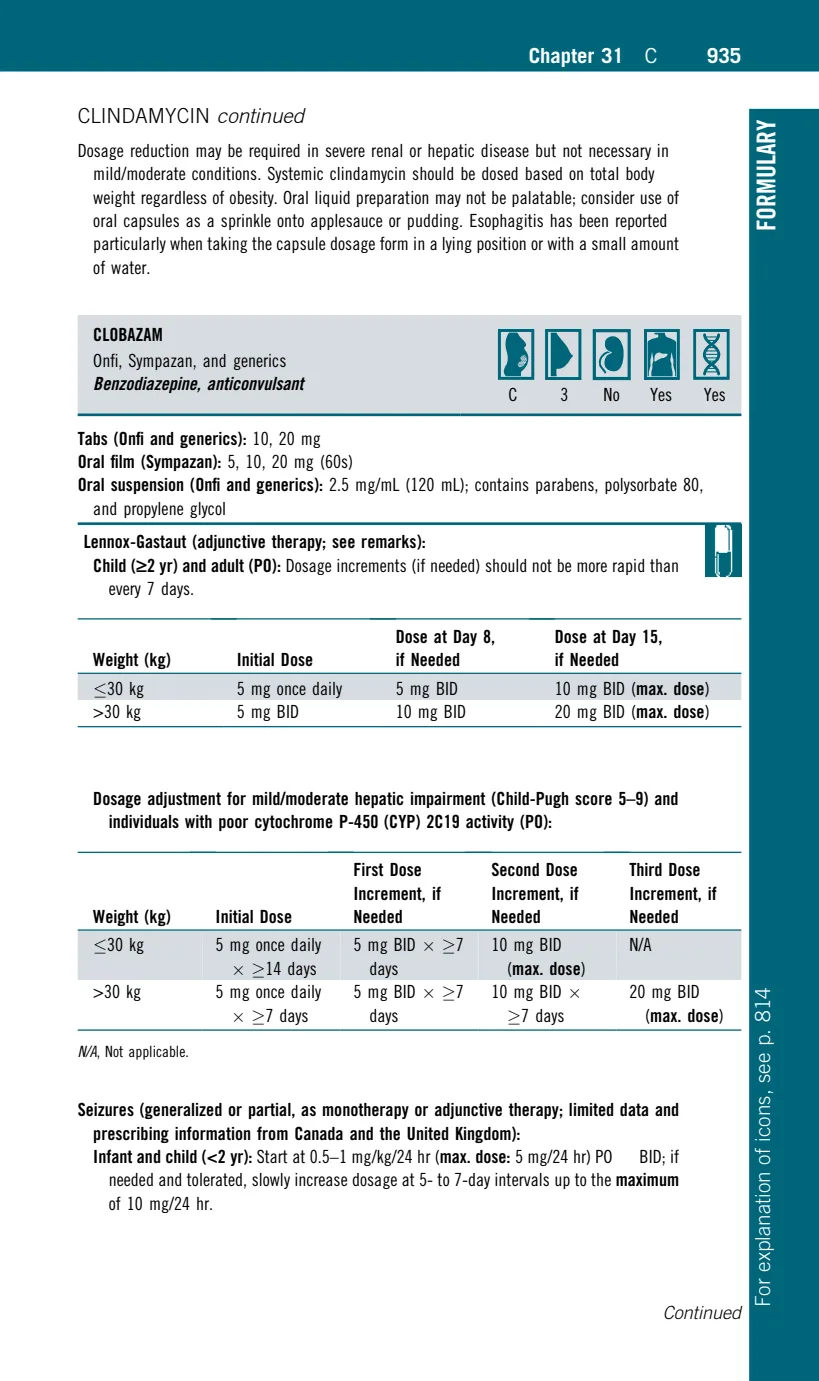 Chapter 31 C 935
CLINDAMYCIN continued
Dosage reduction may be required in severe renal or hepatic disease but not necessary in
mild/moderate conditions. Systemic clindamycin should be dosed based on total body
weight regardless of obesity. Oral liquid preparation may not be palatable; consider use of
oral capsules as a sprinkle onto applesauce or pudding. Esophagitis has been reported
particularly when taking the capsule dosage form in a lying position or with a small amount
of water.
CLOBAZAM
Onfi, Sympazan, and generics
Benzodiazepine, anticonvulsant
C 3 No Yes Yes
Tabs (Onfi and generics): 10, 20 mg
Oral film (Sympazan): 5, 10, 20 mg (60s)
Oral suspension (Onfi and generics): 2.5 mg/mL (120 mL); contains parabens, polysorbate 80,
and propylene glycol
Lennox-Gastaut (adjunctive therapy; see remarks):
Child (≥2 yr) and adult (PO): Dosage increments (if needed) should not be more rapid than
every 7 days.
Dose at Day 8, Dose at Day 15,
Weight (kg) Initial Dose if Needed if Needed
≤30 kg 5 mg once daily 5 mg BID 10 mg BID (max. dose)
>30 kg 5 mg BID 10 mg BID 20 mg BID (max. dose)
Dosage adjustment for mild/moderate hepatic impairment (Child-Pugh score 5–9) and
individuals with poor cytochrome P-450 (CYP) 2C19 activity (PO):
First Dose Second Dose Third Dose
Increment, if Increment, if Increment, if
Weight (kg) Initial Dose Needed Needed Needed
≤30 kg 5 mg once daily 5 mg BID × ≥7 10 mg BID N/A
× ≥14 days days (max. dose)
>30 kg 5 mg once daily 5 mg BID × ≥7 10 mg BID × 20 mg BID
× ≥7 days days ≥7 days (max. dose)
N/A, Not applicable.
Seizures (generalized or partial, as monotherapy or adjunctive therapy; limited data and
prescribing information from Canada and the United Kingdom):
Infant and child (<2 yr): Start at 0.5–1 mg/kg/24 hr (max. dose: 5 mg/24 hr) PO BID; if
needed and tolerated, slowly increase dosage at 5- to 7-day intervals up to the maximum
of 10 mg/24 hr.
Continued
FORMULARY
For explanation of icons, see p. 814